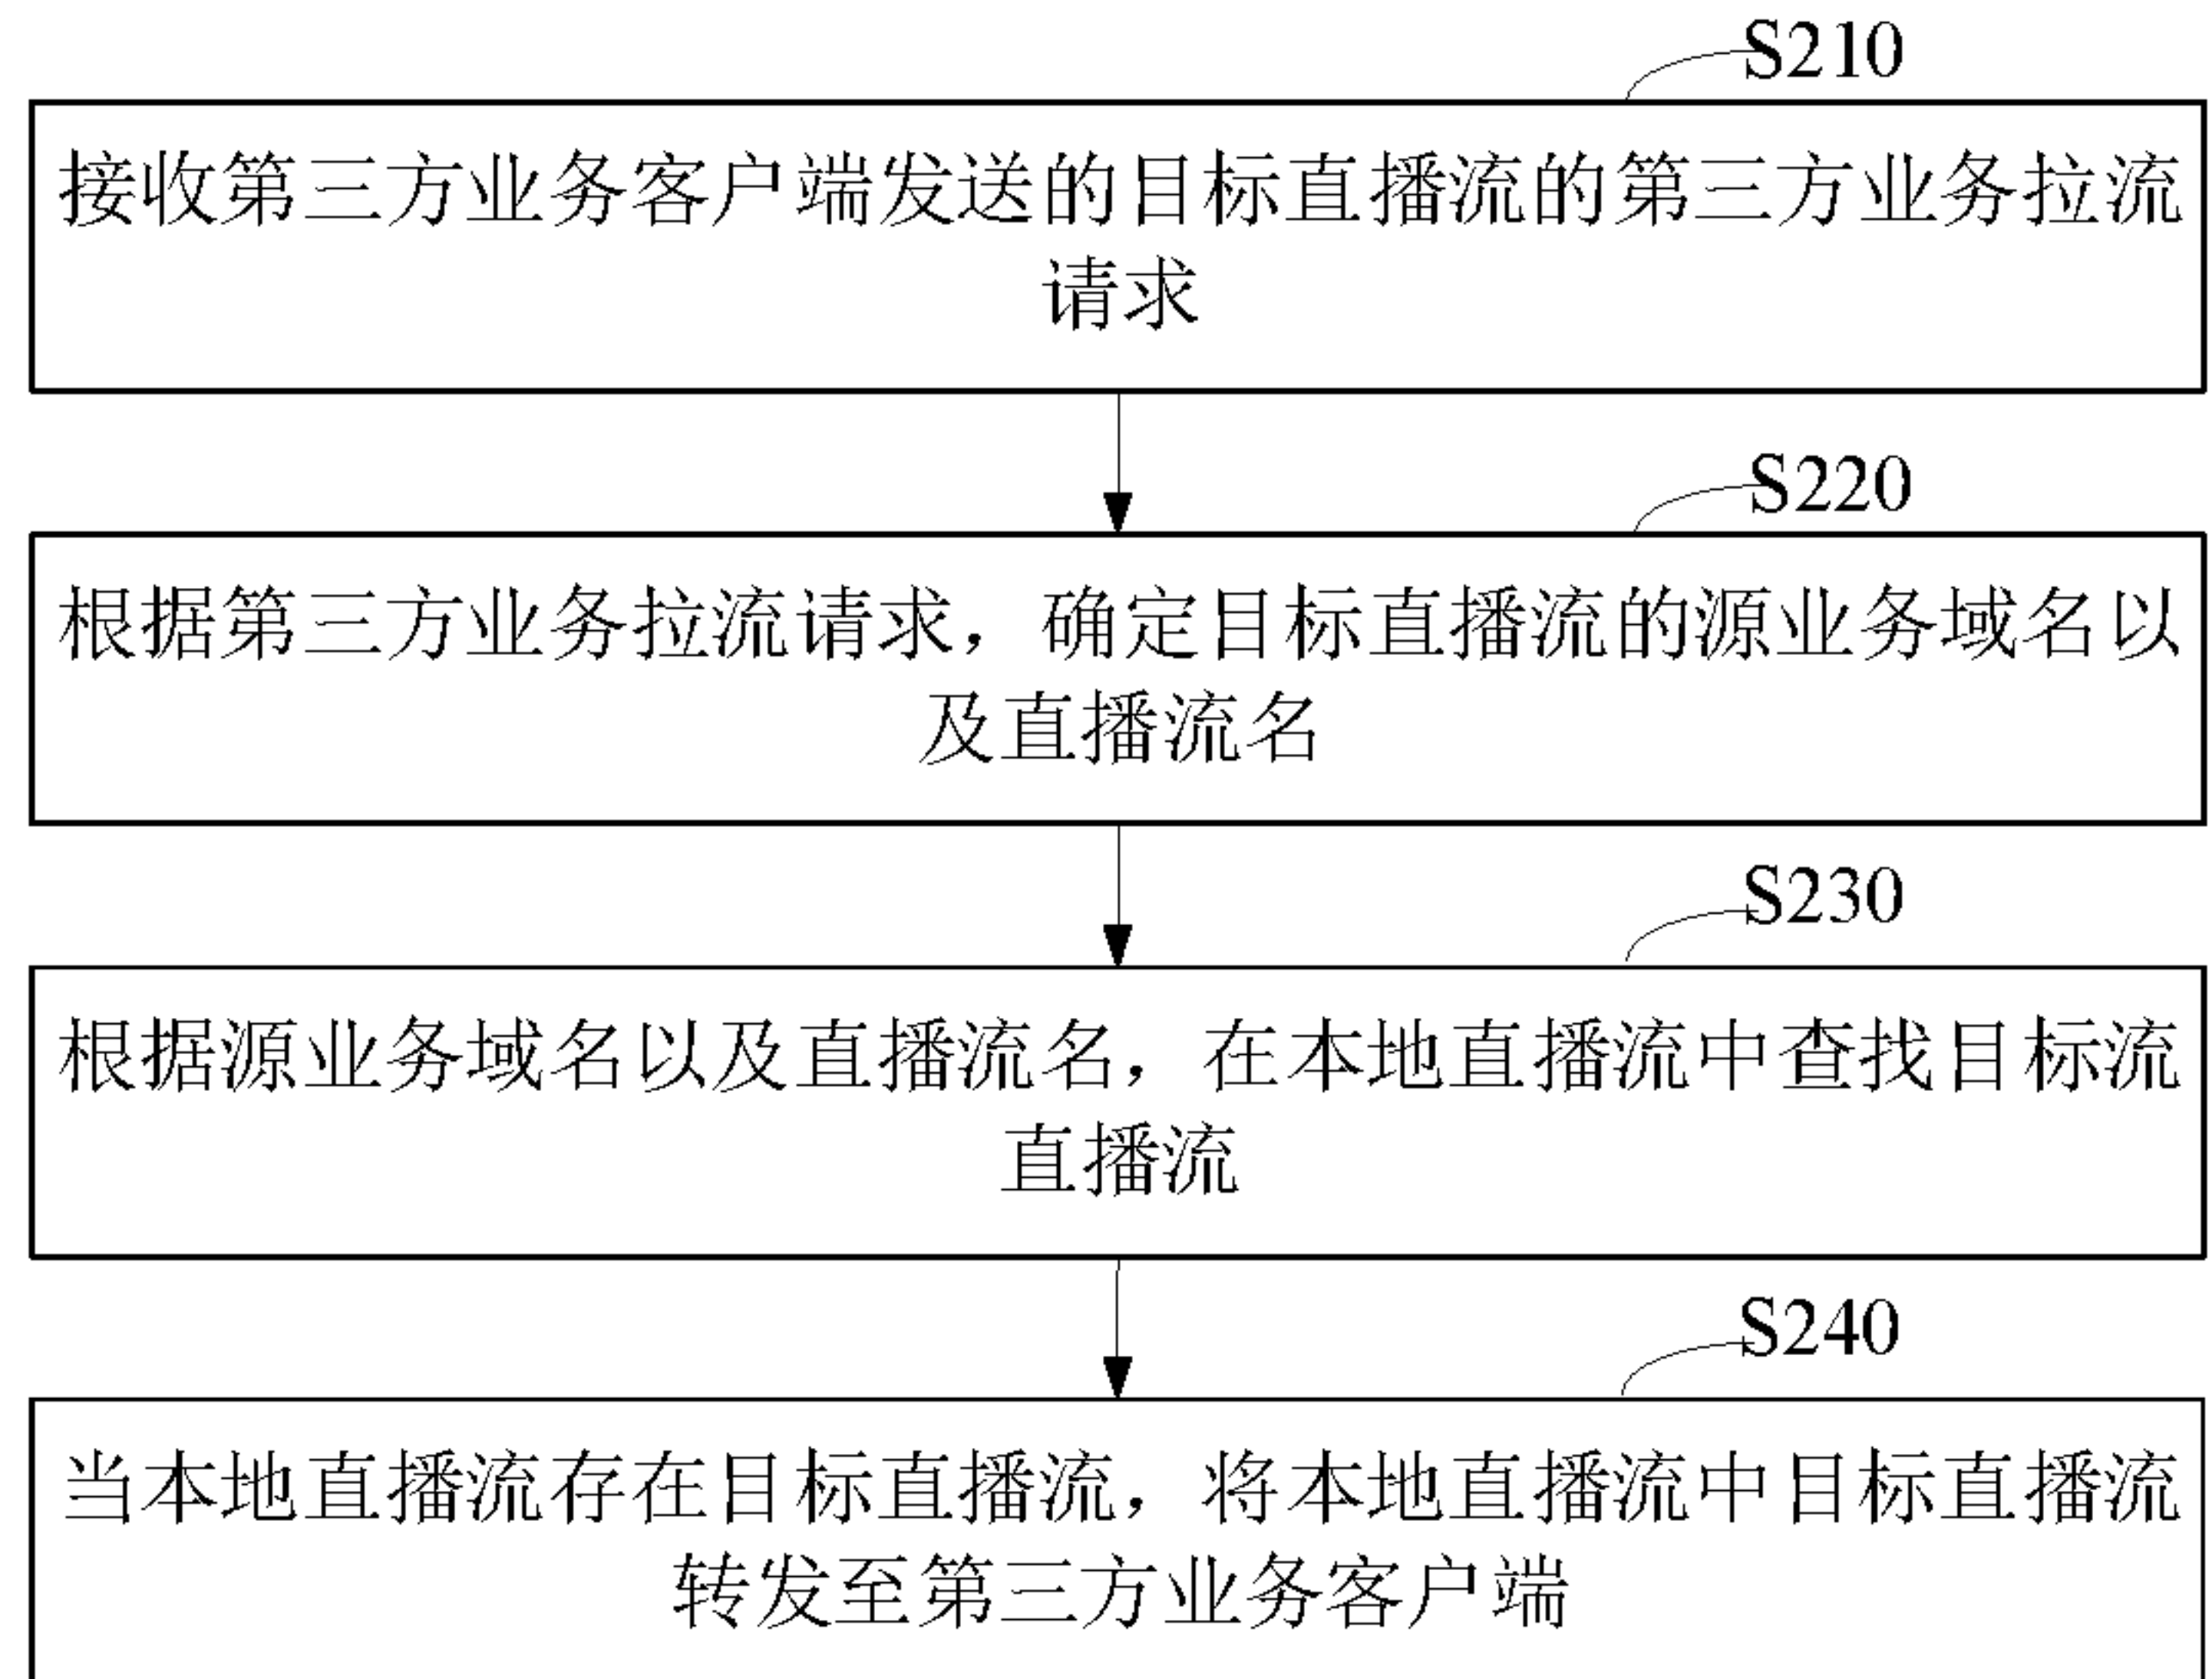 S210
接收第三方业务客户端发送的目标直播流的第三方业务拉流
请求
S220
根据第三方业务拉流请求，确定目标直播流的源业务域名以
及直播流名
S230
根据源业务域名以及直播流名，在本地直播流中查找目标流
直播流
S240
当本地直播流存在目标直播流，将本地直播流中目标直播流
转发至第三方业务客户端